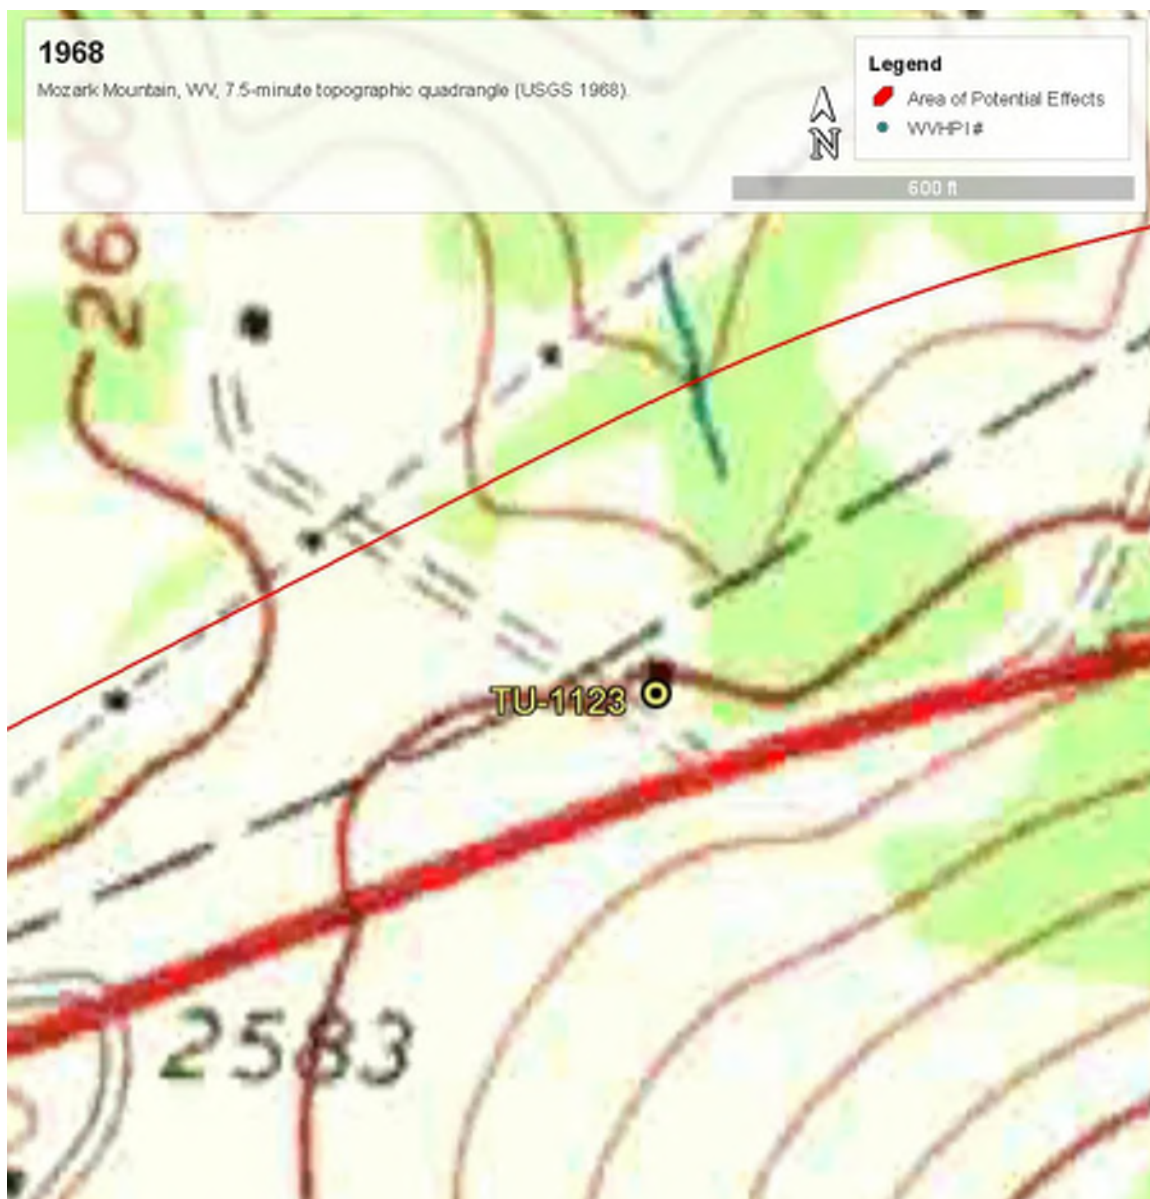 1968
Mozark Mountain, WV, 7.5-minute topographic quadrangle (USGS 1968).
Legend
Area of Potential Effects
WVHPI#
N
600 ft
2600
TU-1123
2583